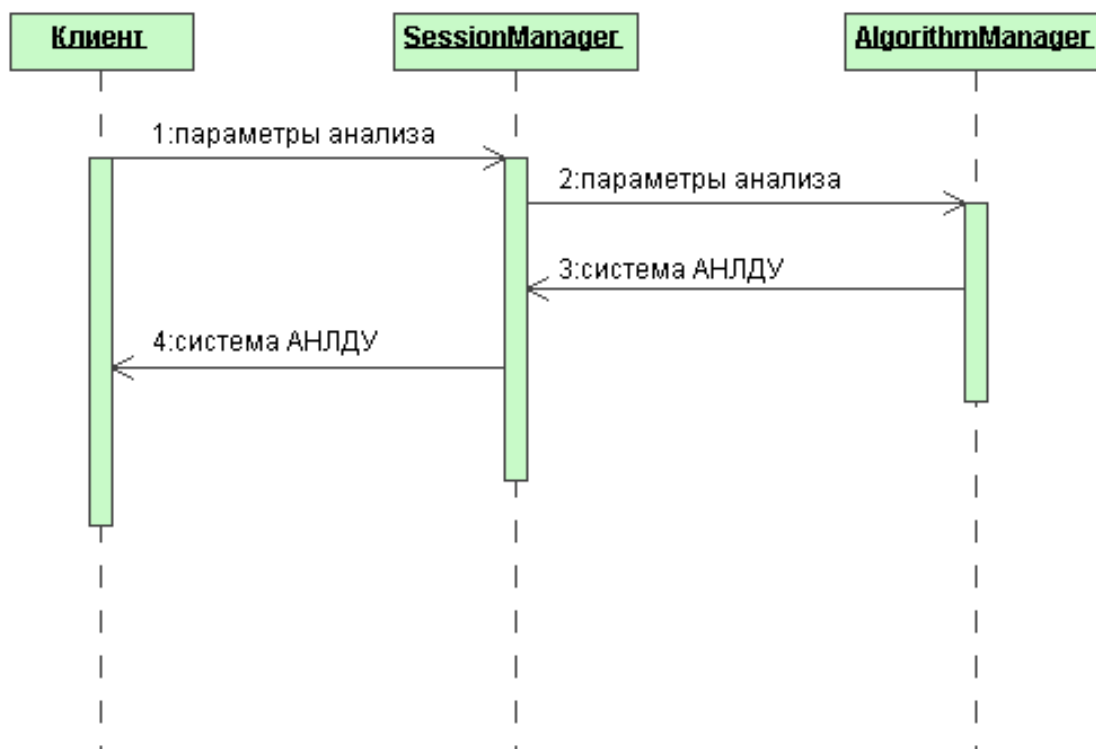 Клиент
SessionManager
AlgorithmManager
1:параметры анализа
2:параметры анализа
3:система АНЛДУ
4:система АНЛДУ